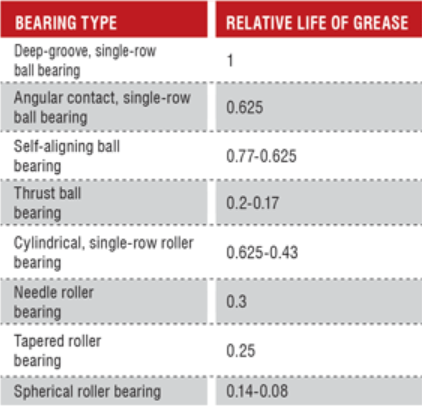 BEARING TYPE RELATIVE LIFE OF GREASE
Deep-groove, single-row
ball bearing
1
Angular contact, single-row
ball bearing
0.625
Self-aligning ball
bearing
0.77-0.625
Thrust ball
bearing
0.2-0.17
Cylindrical, single-row roller
bearing
0.625-0.43
Needle roller
bearing
0.3
Tapered roller
bearing
0.25
Spherical roller bearing 0.14-0.08